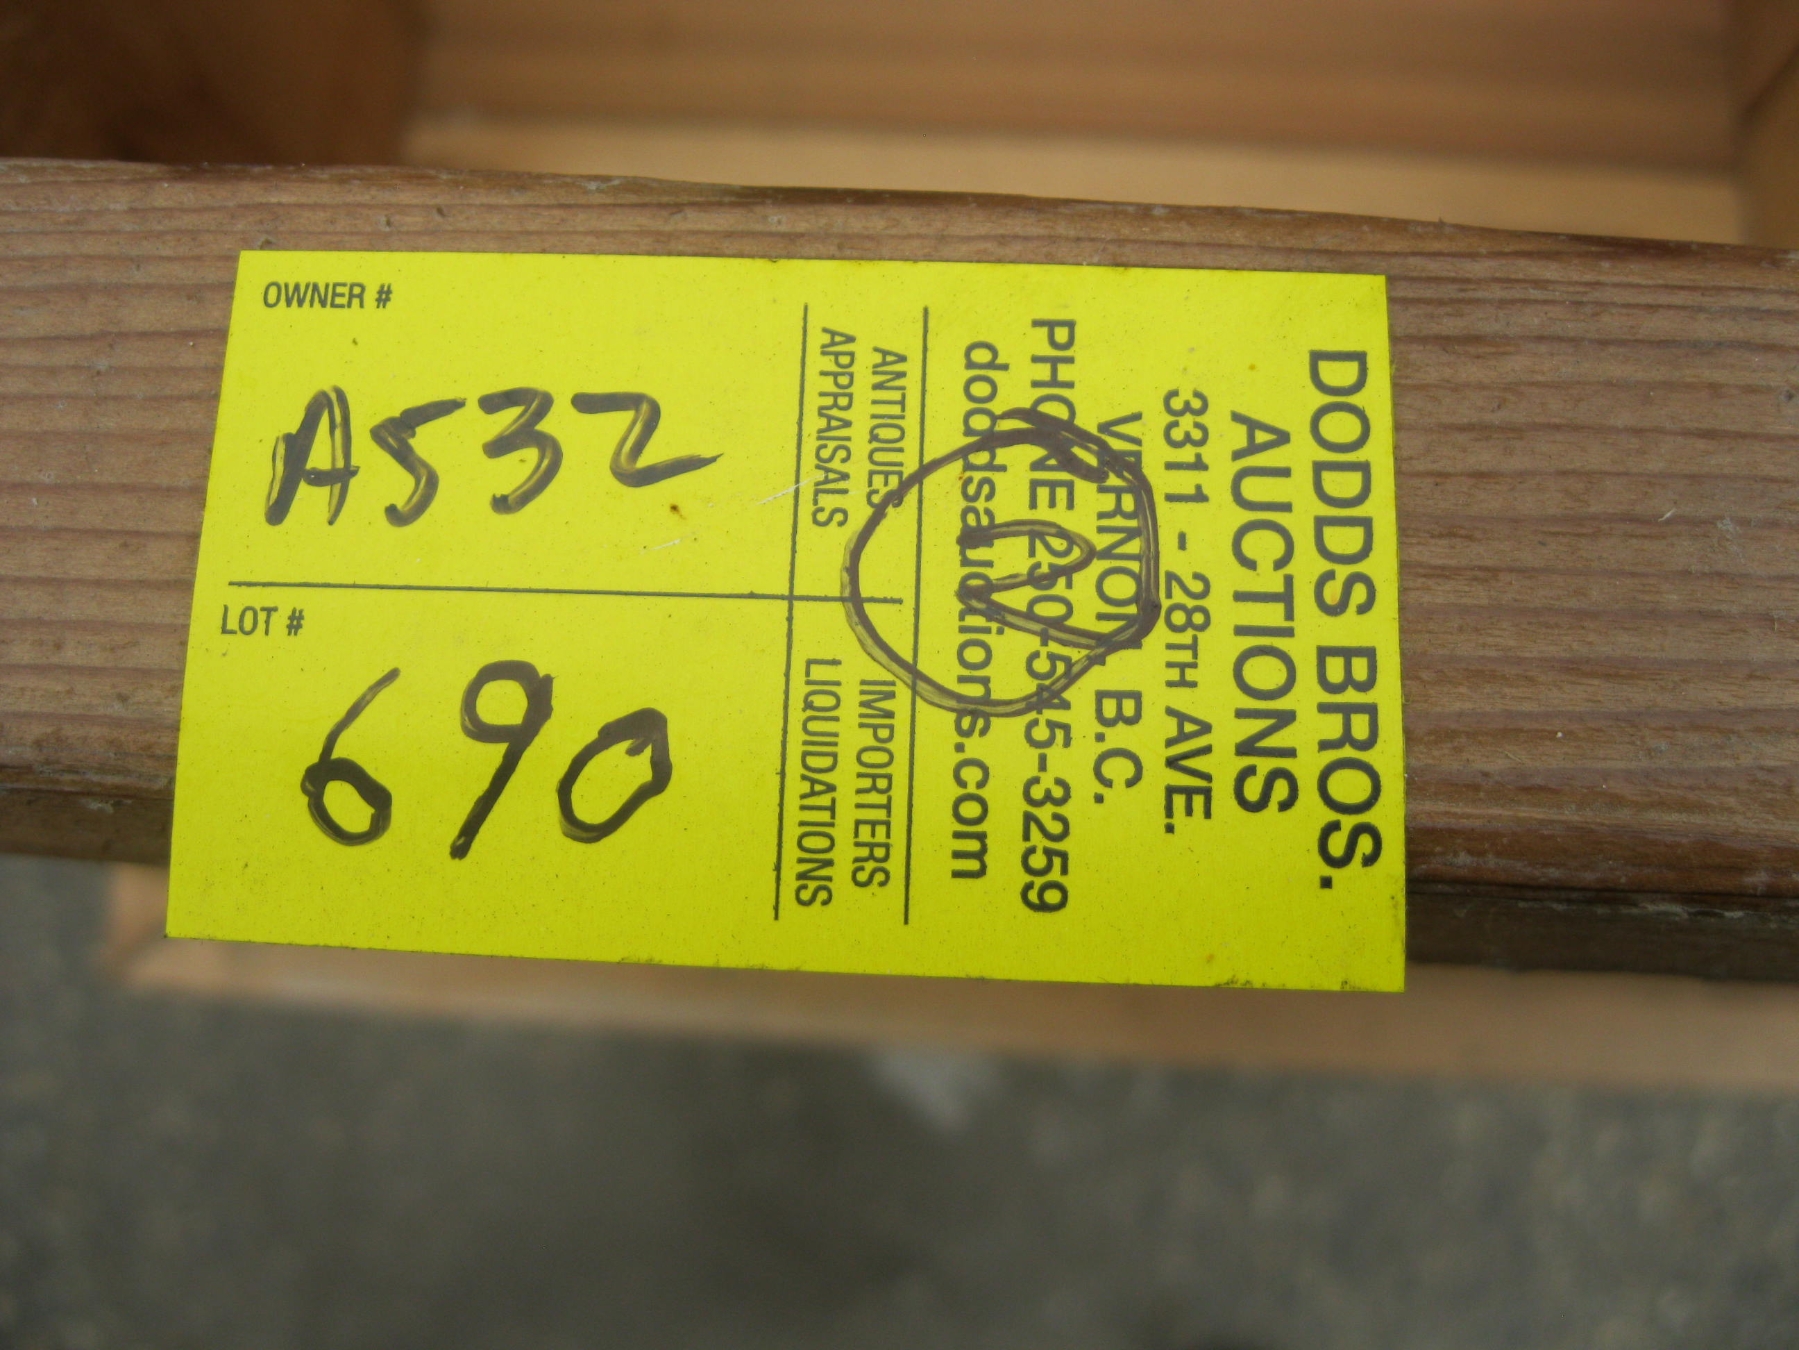 DODDS BROS.
AUCTIONS
3311 - 28TH AVE.
VERNON, B.C.
PHONE 250-545-3259
doddsauctions.com
ANTIQUES IMPORTERS
APPRAISALS LIQUIDATIONS
OWNER #
A532
LOT #
690